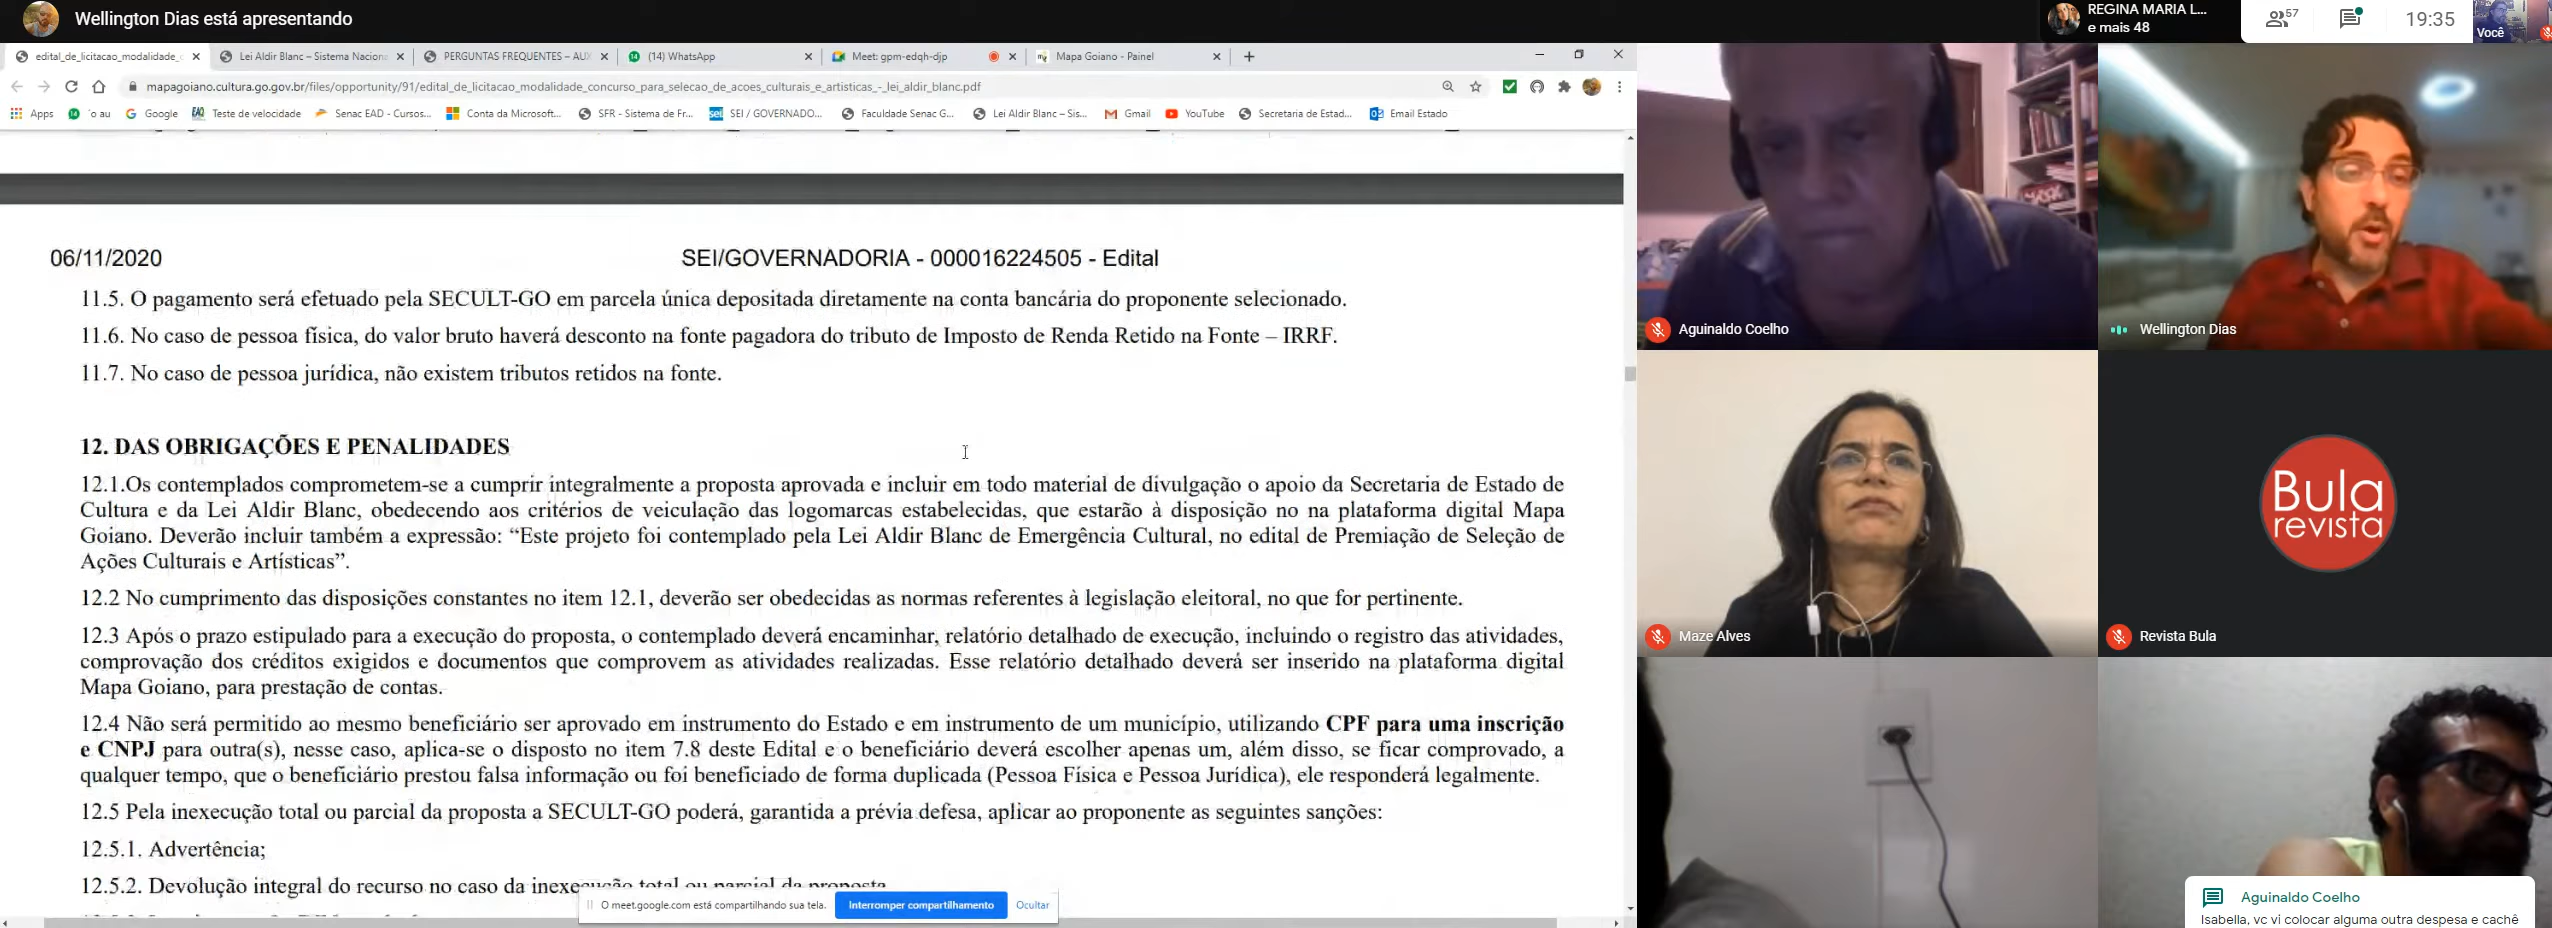 Wellington Dias está apresentando
REGINA MARIA L...
e mais 48
57
19:35
Você
edital_de_licitacao_modalidade_c
Lei Aldir Blanc – Sistema Naciona
PERGUNTAS FREQUENTES – AUX
(14) WhatsApp
Meet: gpm-edqh-djp
Mapa Goiano - Painel
mapagoiano.cultura.go.gov.br/files/opportunity/91/edital_de_licitacao_modalidade_concurso_para_selecao_de_acoes_culturais_e_artisticas_-_lei_aldir_blanc.pdf
Apps
Google
Teste de velocidade
Senac EAD - Cursos...
Conta da Microsoft...
SFR - Sistema de Fr...
SEI / GOVERNADO...
Faculdade Senac G...
Lei Aldir Blanc – Sis...
Gmail
YouTube
Secretaria de Estad...
Email Estado
06/11/2020
SEI/GOVERNADORIA - 000016224505 - Edital
11.5. O pagamento será efetuado pela SECULT-GO em parcela única depositada diretamente na conta bancária do proponente selecionado.
11.6. No caso de pessoa física, do valor bruto haverá desconto na fonte pagadora do tributo de Imposto de Renda Retido na Fonte – IRRF.
11.7. No caso de pessoa jurídica, não existem tributos retidos na fonte.
12. DAS OBRIGAÇÕES E PENALIDADES
12.1.Os contemplados comprometem-se a cumprir integralmente a proposta aprovada e incluir em todo material de divulgação o apoio da Secretaria de Estado de
Cultura e da Lei Aldir Blanc, obedecendo aos critérios de veiculação das logomarcas estabelecidas, que estarão à disposição no na plataforma digital Mapa
Goiano. Deverão incluir também a expressão: “Este projeto foi contemplado pela Lei Aldir Blanc de Emergência Cultural, no edital de Premiação de Seleção de
Ações Culturais e Artísticas”.
12.2 No cumprimento das disposições constantes no item 12.1, deverão ser obedecidas as normas referentes à legislação eleitoral, no que for pertinente.
12.3 Após o prazo estipulado para a execução do proposta, o contemplado deverá encaminhar, relatório detalhado de execução, incluindo o registro das atividades,
comprovação dos créditos exigidos e documentos que comprovem as atividades realizadas. Esse relatório detalhado deverá ser inserido na plataforma digital
Mapa Goiano, para prestação de contas.
12.4 Não será permitido ao mesmo beneficiário ser aprovado em instrumento do Estado e em instrumento de um município, utilizando CPF para uma inscrição
e CNPJ para outra(s), nesse caso, aplica-se o disposto no item 7.8 deste Edital e o beneficiário deverá escolher apenas um, além disso, se ficar comprovado, a
qualquer tempo, que o beneficiário prestou falsa informação ou foi beneficiado de forma duplicada (Pessoa Física e Pessoa Jurídica), ele responderá legalmente.
12.5 Pela inexecução total ou parcial da proposta a SECULT-GO poderá, garantida a prévia defesa, aplicar ao proponente as seguintes sanções:
12.5.1. Advertência;
12.5.2. Devolução integral do recurso no caso da inexecução total ou parcial da proposta
O meet.google.com está compartilhando sua tela.
Interromper compartilhamento
Ocultar
Aguinaldo Coelho
Wellington Dias
Maze Alves
Bula
revista
Revista Bula
Aguinaldo Coelho
Isabella, vc vi colocar alguma outra despesa e cachê